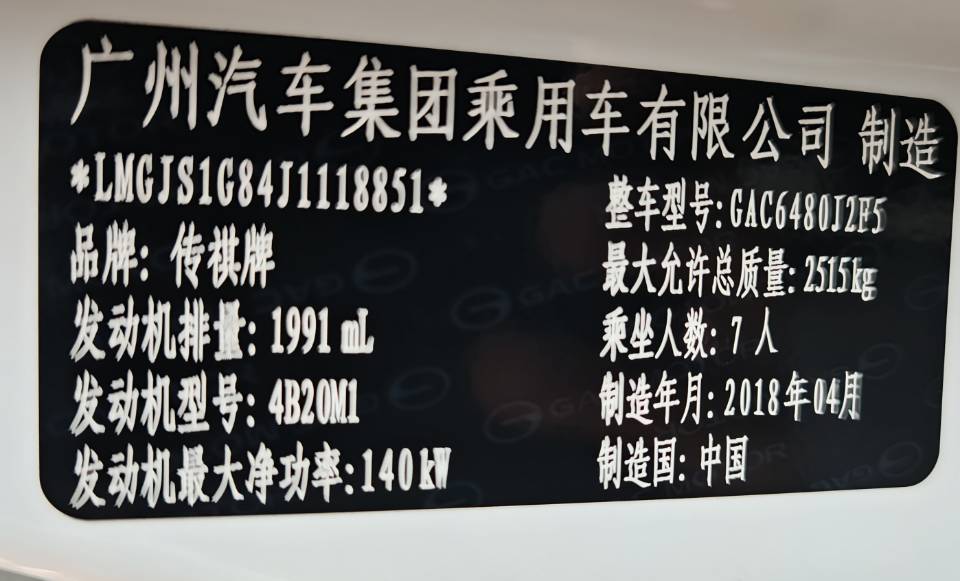 广州汽车集团乘用车有限公司 制造
*LMGJS1G84J1118851*
整车型号:GAC6480J2F5
品牌: 传祺牌
最大允许总质量:2515kg
发动机排量: 1991 mL
乘坐人数: 7 人
发动机型号: 4B20M1
制造年月: 2018年04月
发动机最大净功率:140kW
制造国: 中国
GAC MOTOR
GAC MOTOR